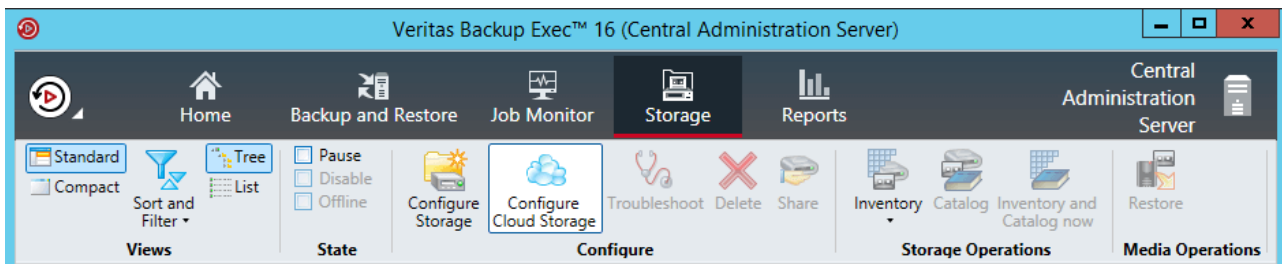 Veritas Backup Exec™ 16 (Central Administration Server)
Home
Backup and Restore
Job Monitor
Storage
Reports
Central
Administration
Server
Standard
Compact
Sort and
Filter
Tree
List
Views
Pause
Disable
Offline
State
Configure
Storage
Configure
Cloud Storage
Troubleshoot
Delete
Share
Configure
Inventory
Catalog
Inventory and
Catalog now
Storage Operations
Restore
Media Operations